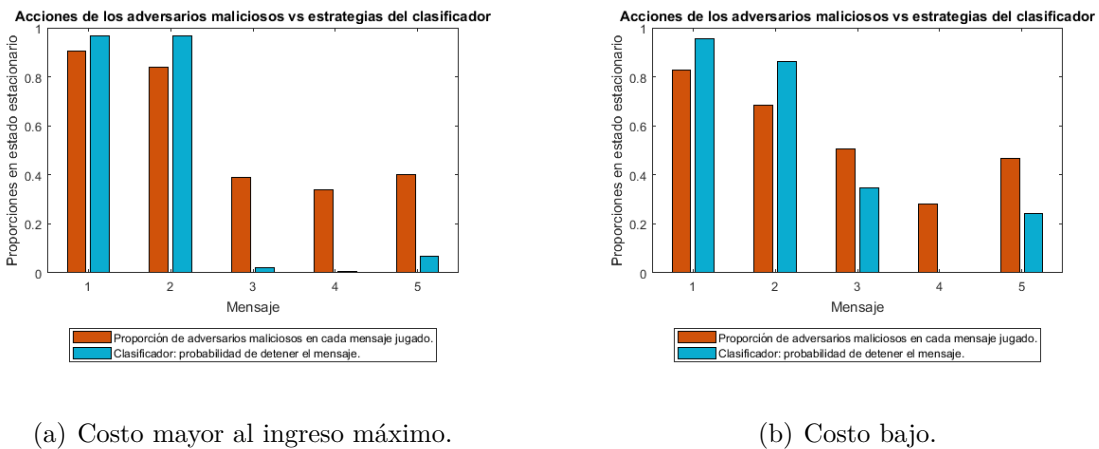 Acciones de los adversarios maliciosos vs estrategias del clasificador
Proporciones en estado estacionario
1
0.8
0.6
0.4
0.2
0
1 2 3 4 5
Mensaje
Proporción de adversarios maliciosos en cada mensaje jugado.
Clasificador: probabilidad de detener el mensaje.
(a) Costo mayor al ingreso máximo.
Acciones de los adversarios maliciosos vs estrategias del clasificador
Proporciones en estado estacionario
1
0.8
0.6
0.4
0.2
0
1 2 3 4 5
Mensaje
Proporción de adversarios maliciosos en cada mensaje jugado.
Clasificador: probabilidad de detener el mensaje.
(b) Costo bajo.